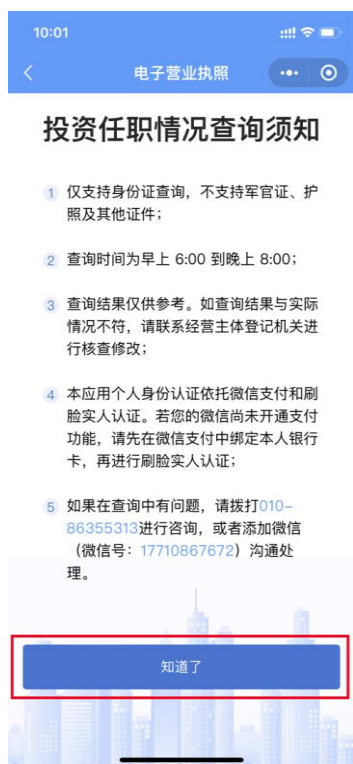 10:01
电子营业执照
投资任职情况查询须知
1 仅支持身份证查询，不支持军官证、护
照及其他证件；
2 查询时间为早上 6:00 到晚上 8:00；
3 查询结果仅供参考。如查询结果与实际
情况不符，请联系经营主体登记机关进
行核查修改；
4 本应用个人身份认证依托微信支付和刷
脸实人认证。若您的微信尚未开通支付
功能，请先在微信支付中绑定本人银行
卡，再进行刷脸实人认证；
5 如果在查询中有问题，请拨打010-
86355313进行咨询，或者添加微信
（微信号：17710867672）沟通处
理。
知道了